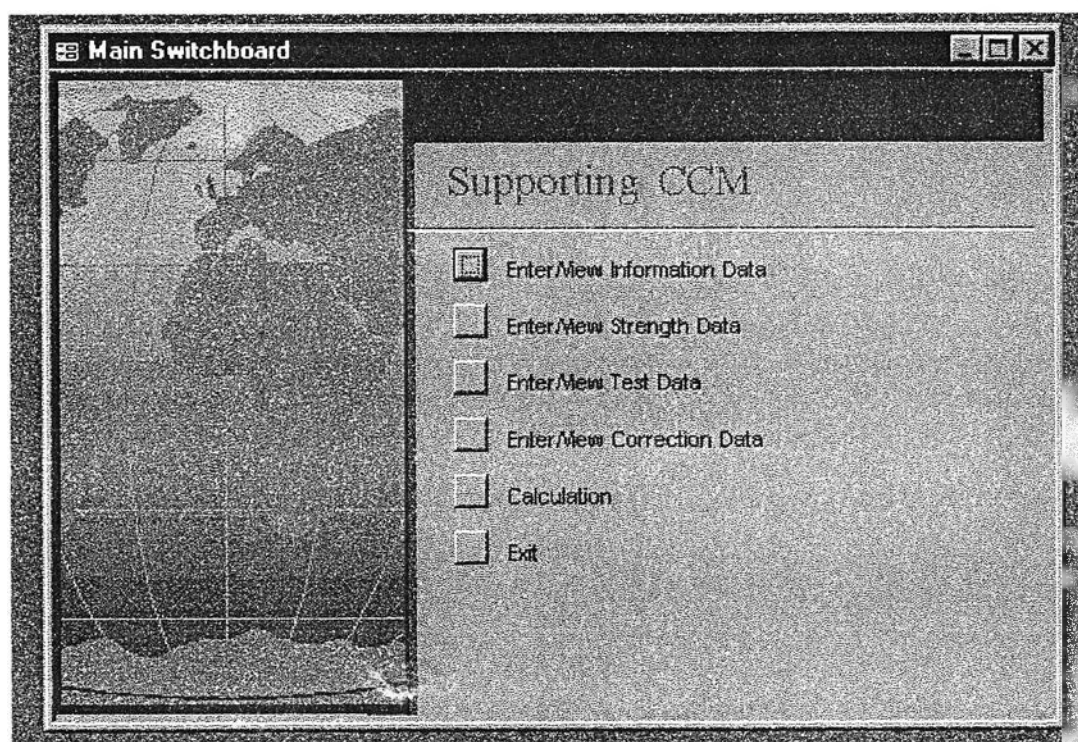 Main Switchboard
Supporting CCM
Enter/View Information Data
Enter/View Strength Data
Enter/View Test Data
Enter/View Correction Data
Calculation
Exit